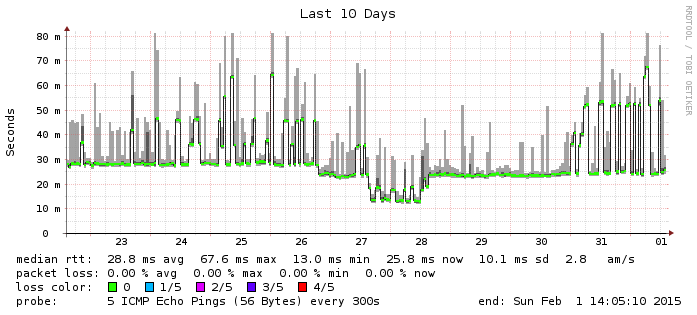 Last 10 Days
RRDTOOL / TOBI OETIKER
Seconds
80 m
70 m
60 m
50 m
40 m
30 m
20 m
10 m
0
23 24 25 26 27 28 29 30 31 01
median rtt: 28.8 ms avg 67.6 ms max 13.0 ms min 25.8 ms now 10.1 ms sd 2.8 am/s
packet loss: 0.00 % avg 0.00 % max 0.00 % min 0.00 % now
loss color: 0 1/5 2/5 3/5 4/5
probe: 5 ICMP Echo Pings (56 Bytes) every 300s end: Sun Feb 1 14:05:10 2015